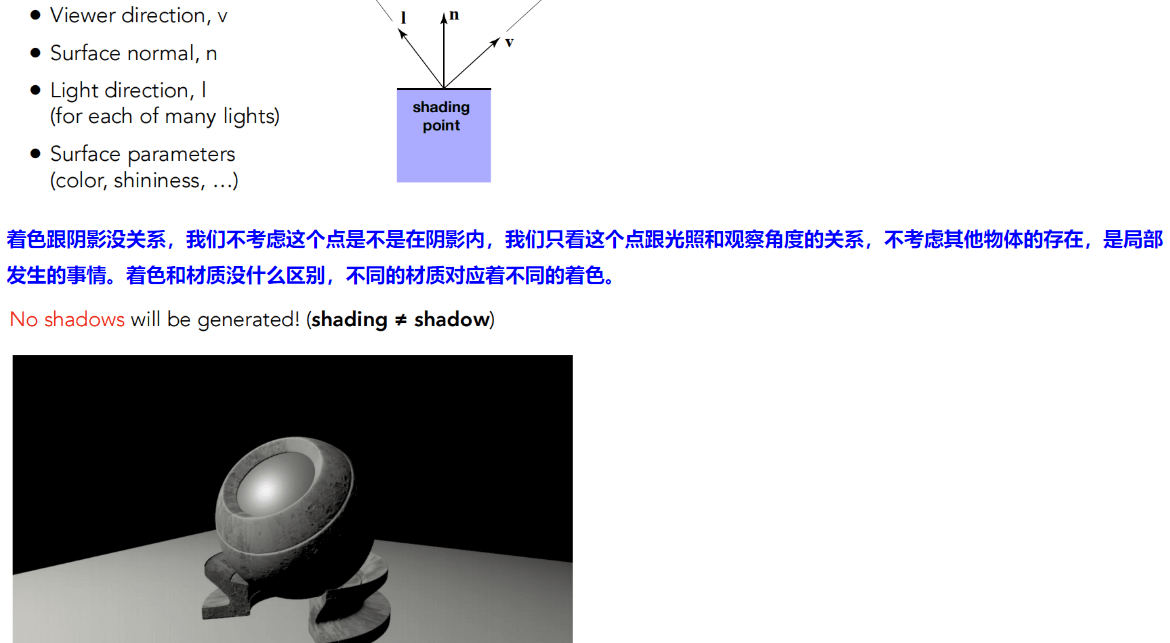 ● Viewer direction, v
● Surface normal, n
● Light direction, l
(for each of many lights)
● Surface parameters
(color, shininess, …)
l
n
v
shading
point
着色跟阴影没关系，我们不考虑这个点是不是在阴影内，我们只看这个点跟光照和观察角度的关系，不考虑其他物体的存在，是局部
发生的事情。着色和材质没什么区别，不同的材质对应着不同的着色。
No shadows will be generated! (shading ≠ shadow)